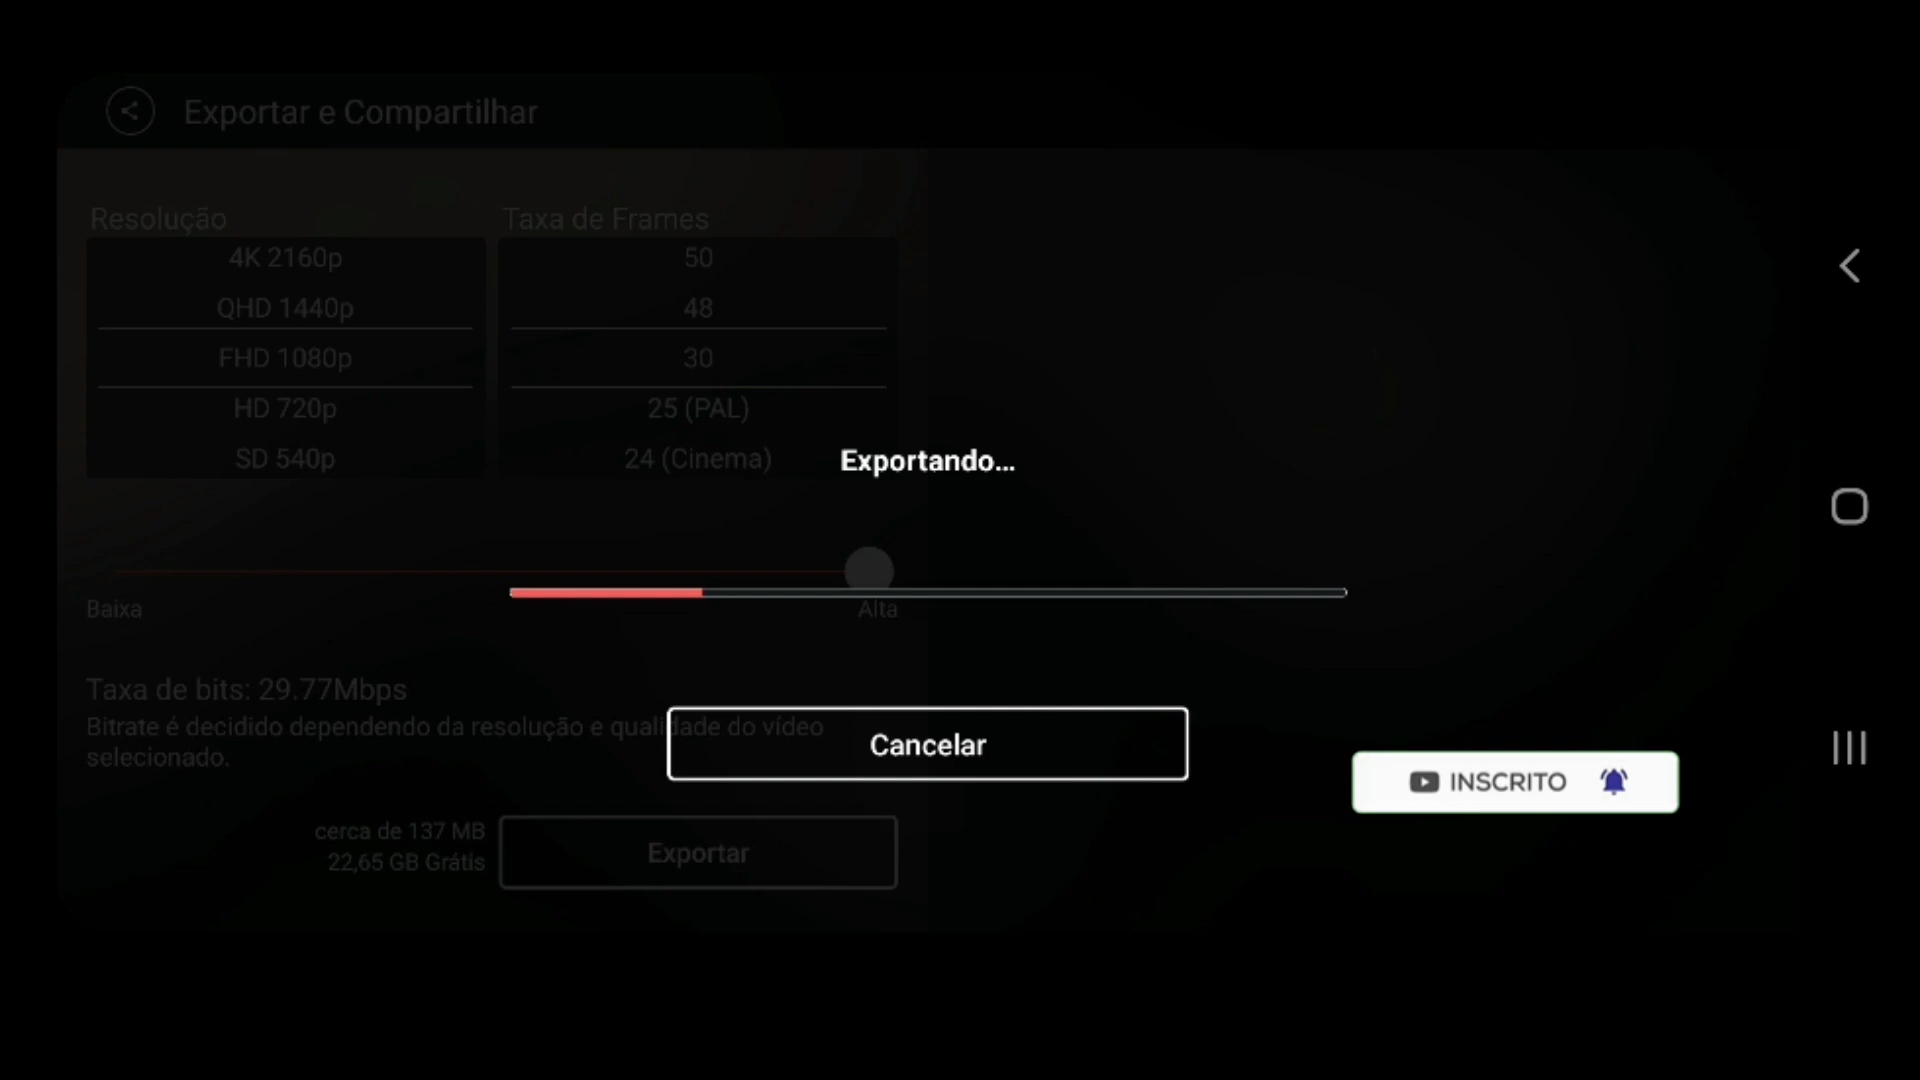 Exportar e Compartilhar
Resolução
Taxa de Frames
4K 2160p
50
QHD 1440p
48
FHD 1080p
30
HD 720p
25 (PAL)
SD 540p
24 (Cinema)
Exportando...
Baixa
Alta
Taxa de bits: 29.77Mbps
Bitrate é decidido dependendo da resolução e qualidade do vídeo
selecionado.
Cancelar
INSCRITO
cerca de 137 MB
22,65 GB Grátis
Exportar